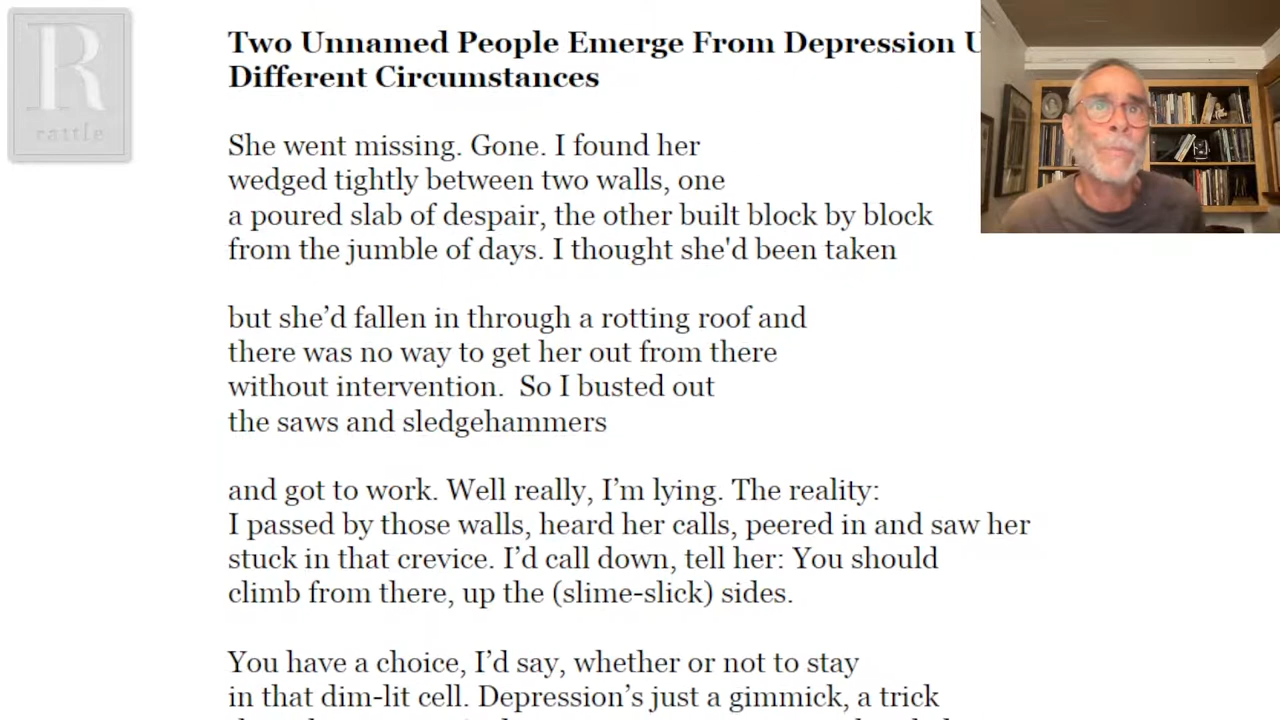 R
rattle
Two Unnamed People Emerge From Depression
Different Circumstances
She went missing. Gone. I found her
wedged tightly between two walls, one
a poured slab of despair, the other built block by block
from the jumble of days. I thought she'd been taken
but she’d fallen in through a rotting roof and
there was no way to get her out from there
without intervention.  So I busted out
the saws and sledgehammers
and got to work. Well really, I’m lying. The reality:
I passed by those walls, heard her calls, peered in and saw her
stuck in that crevice. I’d call down, tell her: You should
climb from there, up the (slime-slick) sides.
You have a choice, I’d say, whether or not to stay
in that dim-lit cell. Depression’s just a gimmick, a trick